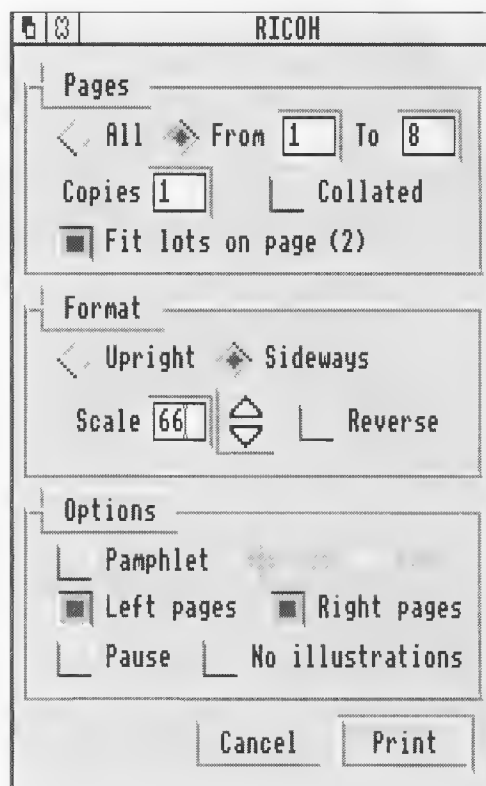 RICOH
Pages
All From 1 To 8
Copies 1 Collated
Fit lots on page (2)
Format
Upright Sideways
Scale 66 Reverse
Options
Pamphlet
Left pages Right pages
Pause No illustrations
Cancel Print